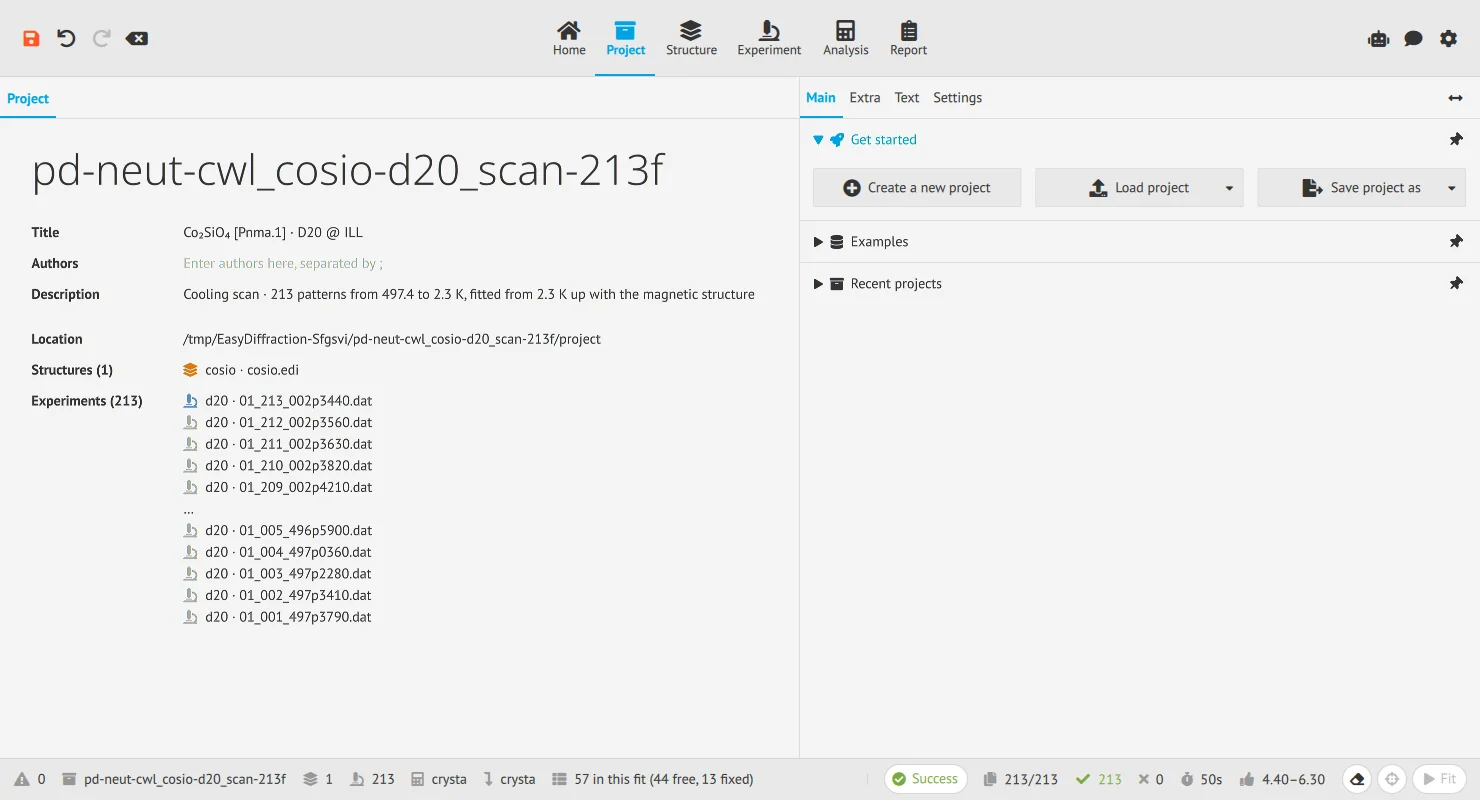 Home
Project
Structure
Experiment
Analysis
Report
Project
Main Extra Text Settings
Get started
pd-neut-cwl_cosio-d20_scan-213f
Create a new project
Load project
Save project as
Title Co₂SiO₄ [Pnma.1] · D20 @ ILL
Examples
Authors Enter authors here, separated by ;
Recent projects
Description Cooling scan · 213 patterns from 497.4 to 2.3 K, fitted from 2.3 K up with the magnetic structure
Location /tmp/EasyDiffraction-Sfgsvi/pd-neut-cwl_cosio-d20_scan-213f/project
Structures (1) cosio · cosio.edi
Experiments (213) d20 · 01_213_002p3440.dat
d20 · 01_212_002p3560.dat
d20 · 01_211_002p3630.dat
d20 · 01_210_002p3820.dat
d20 · 01_209_002p4210.dat
...
d20 · 01_005_496p5900.dat
d20 · 01_004_497p0360.dat
d20 · 01_003_497p2280.dat
d20 · 01_002_497p3410.dat
d20 · 01_001_497p3790.dat
0 pd-neut-cwl_cosio-d20_scan-213f 1 213 crysta crysta 57 in this fit (44 free, 13 fixed) Success 213/213 213 0 50s 4.40–6.30 Fit